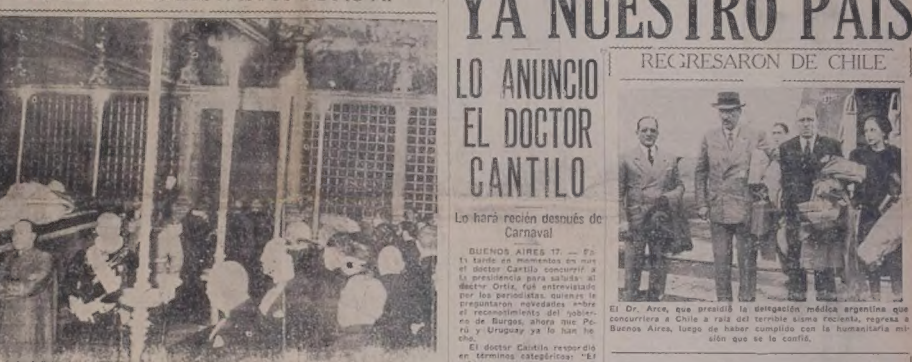 YA NUESTRO PAIS
LO ANUNCIO
EL DOCTOR
CANTILO
Lo hará recién después de
Carnaval
BUENOS AIRES 17. — Es-
ta tarde en momentos en que
el doctor Cantilo concurrió a
la presidencia para saludar al
doctor Ortiz, fué entrevistado
por los periodistas, quienes le
preguntaron novedades sobre
el reconocimiento del gobier-
no de Burgos, ahora que Pe-
rú y Uruguay ya lo han he-
cho.
El doctor Cantilo respondió
en términos categóricos: "El
REGRESARON DE CHILE
El Dr. Arce, que presidió la delegación médica argentina que
concurriera a Chile a raíz del terrible sismo reciente, regresa a
Buenos Aires, luego de haber cumplido con la humanitaria mi-
sión que se le confió.